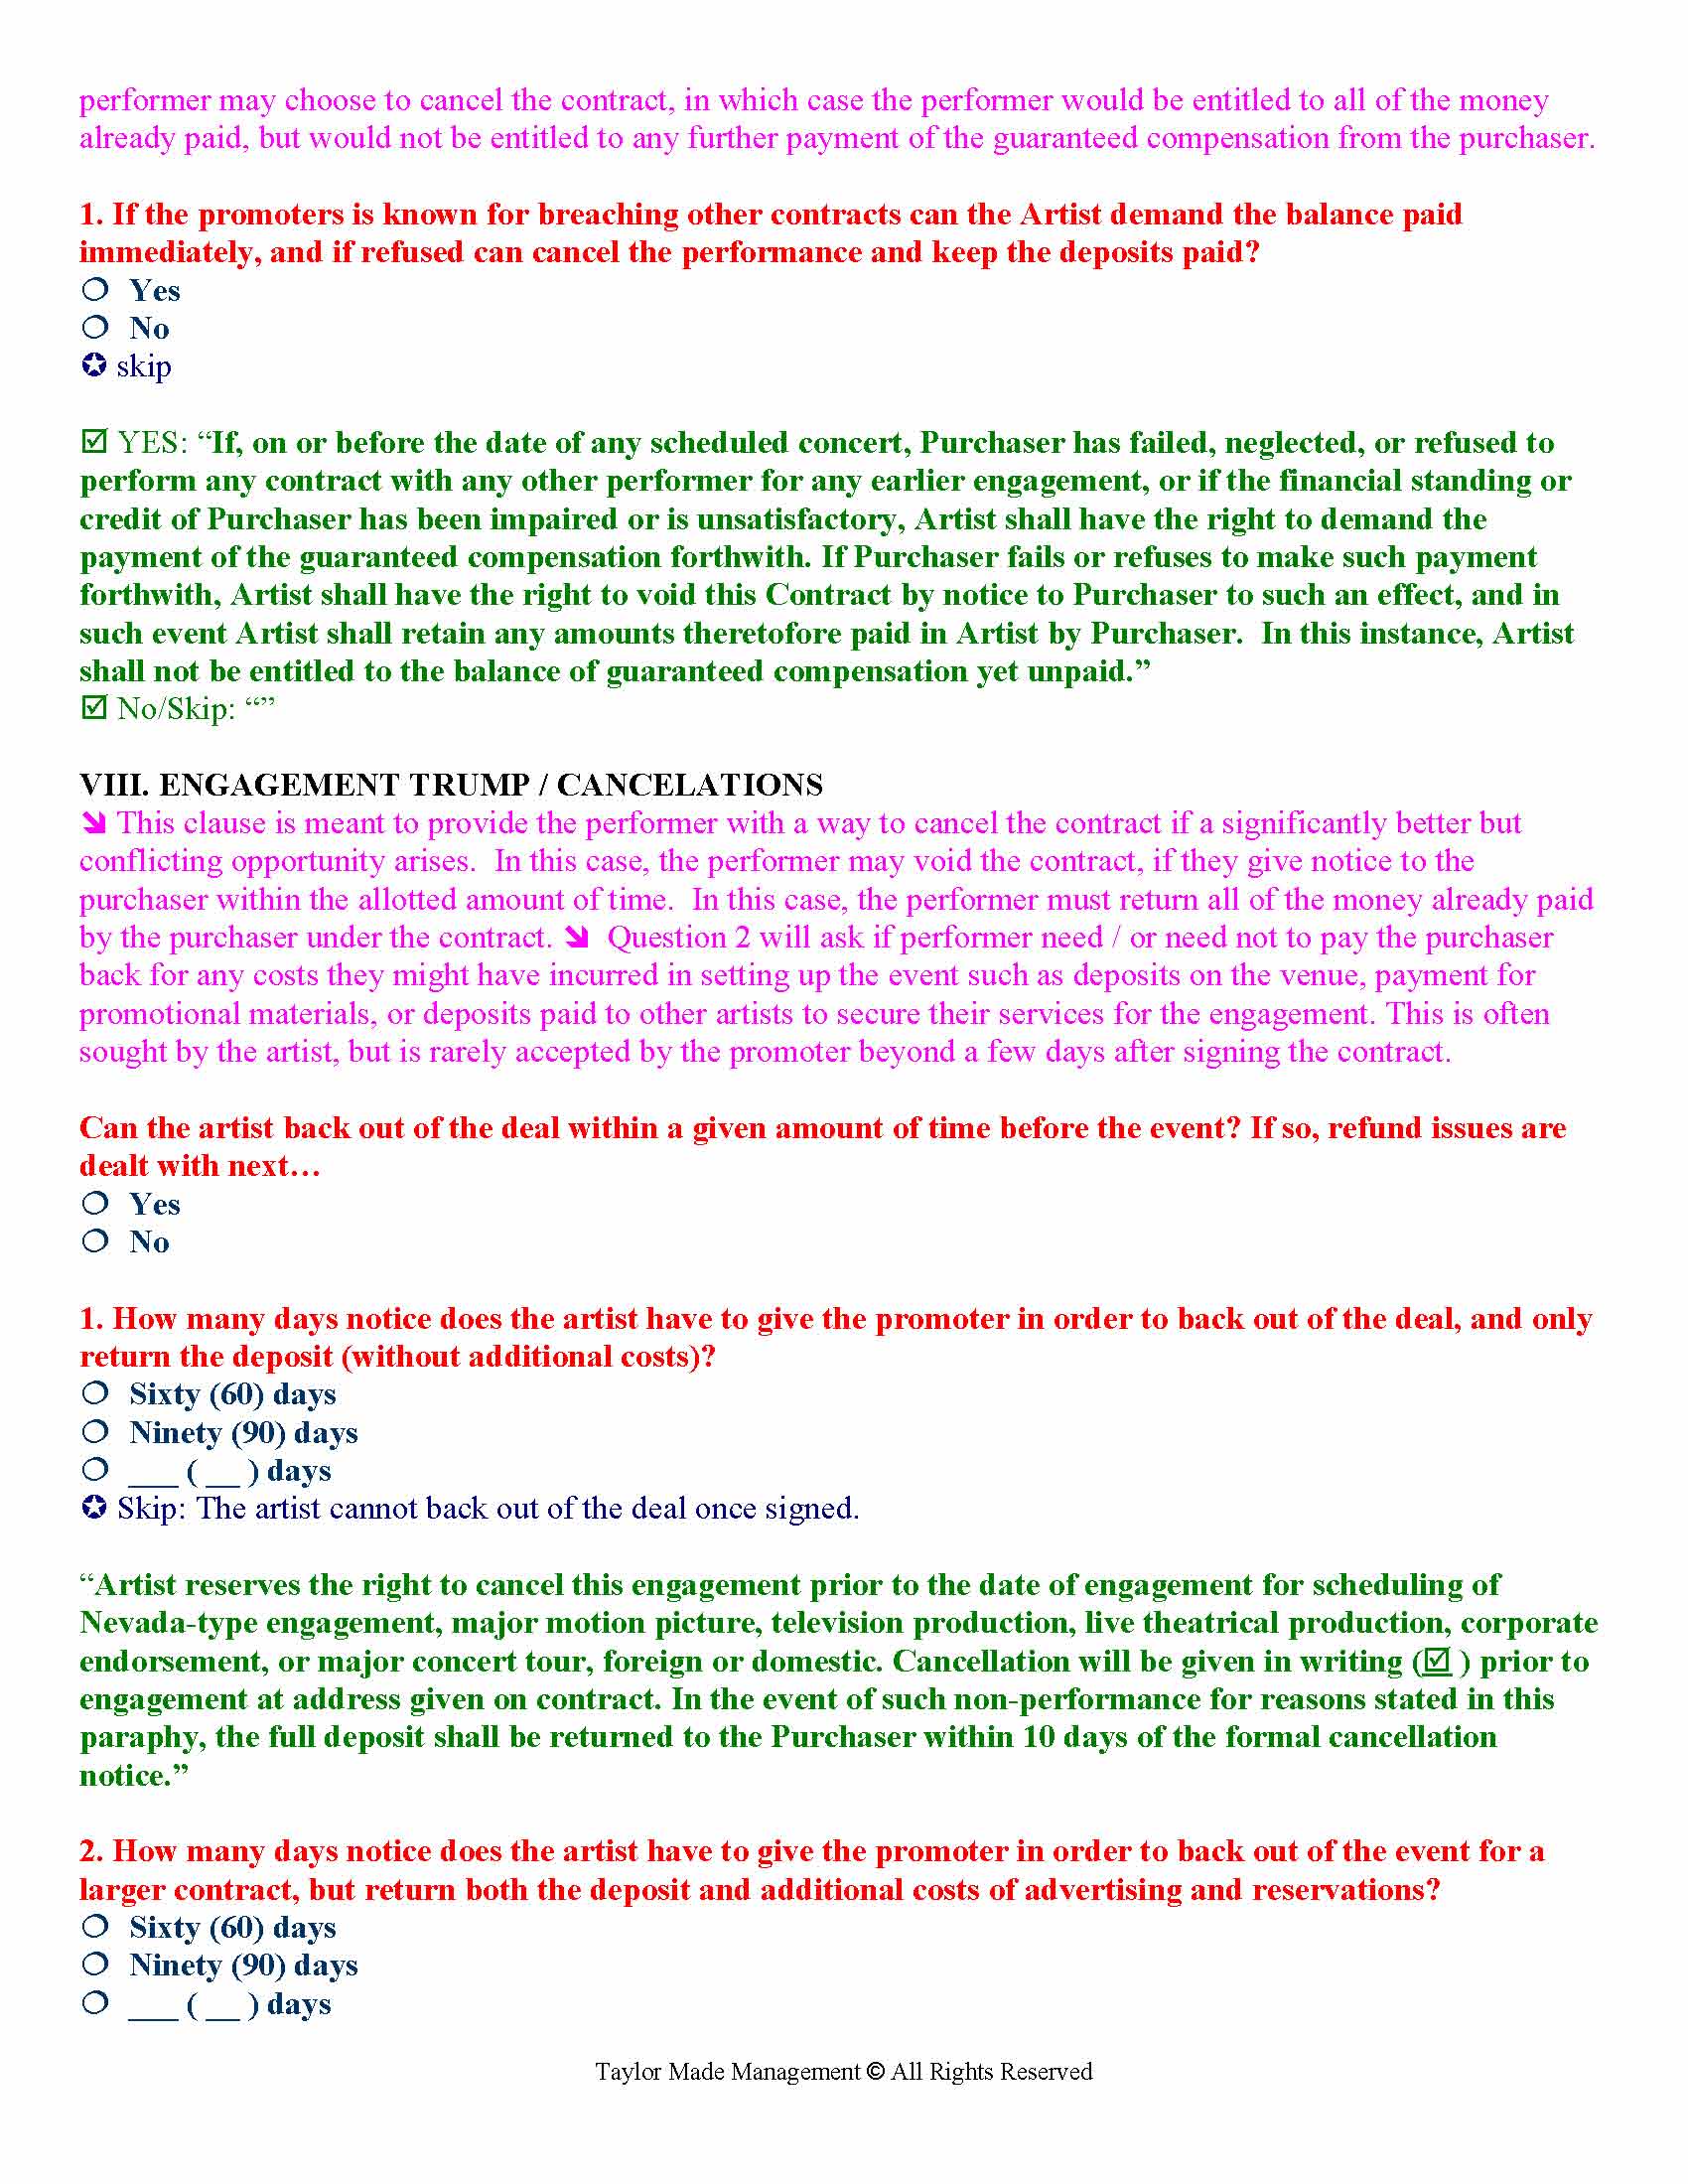 performer may choose to cancel the contract, in which case the performer would be entitled to all of the money
already paid, but would not be entitled to any further payment of the guaranteed compensation from the purchaser.
1. If the promoters is known for breaching other contracts can the Artist demand the balance paid
immediately, and if refused can cancel the performance and keep the deposits paid?
❍ Yes
❍ No
✪ skip
☑ YES: “If, on or before the date of any scheduled concert, Purchaser has failed, neglected, or refused to
perform any contract with any other performer for any earlier engagement, or if the financial standing or
credit of Purchaser has been impaired or is unsatisfactory, Artist shall have the right to demand the
payment of the guaranteed compensation forthwith. If Purchaser fails or refuses to make such payment
forthwith, Artist shall have the right to void this Contract by notice to Purchaser to such an effect, and in
such event Artist shall retain any amounts theretofore paid in Artist by Purchaser.  In this instance, Artist
shall not be entitled to the balance of guaranteed compensation yet unpaid.”
☑ No/Skip: “”
VIII. ENGAGEMENT TRUMP / CANCELATIONS
➘ This clause is meant to provide the performer with a way to cancel the contract if a significantly better but
conflicting opportunity arises.  In this case, the performer may void the contract, if they give notice to the
purchaser within the allotted amount of time.  In this case, the performer must return all of the money already paid
by the purchaser under the contract. ➘  Question 2 will ask if performer need / or need not to pay the purchaser
back for any costs they might have incurred in setting up the event such as deposits on the venue, payment for
promotional materials, or deposits paid to other artists to secure their services for the engagement. This is often
sought by the artist, but is rarely accepted by the promoter beyond a few days after signing the contract.
Can the artist back out of the deal within a given amount of time before the event? If so, refund issues are
dealt with next…
❍ Yes
❍ No
1. How many days notice does the artist have to give the promoter in order to back out of the deal, and only
return the deposit (without additional costs)?
❍ Sixty (60) days
❍ Ninety (90) days
❍ ___ ( __ ) days
✪ Skip: The artist cannot back out of the deal once signed.
“Artist reserves the right to cancel this engagement prior to the date of engagement for scheduling of
Nevada-type engagement, major motion picture, television production, live theatrical production, corporate
endorsement, or major concert tour, foreign or domestic. Cancellation will be given in writing (☑ ) prior to
engagement at address given on contract. In the event of such non-performance for reasons stated in this
paraphy, the full deposit shall be returned to the Purchaser within 10 days of the formal cancellation
notice.”
2. How many days notice does the artist have to give the promoter in order to back out of the event for a
larger contract, but return both the deposit and additional costs of advertising and reservations?
❍ Sixty (60) days
❍ Ninety (90) days
❍ ___ ( __ ) days
Taylor Made Management © All Rights Reserved